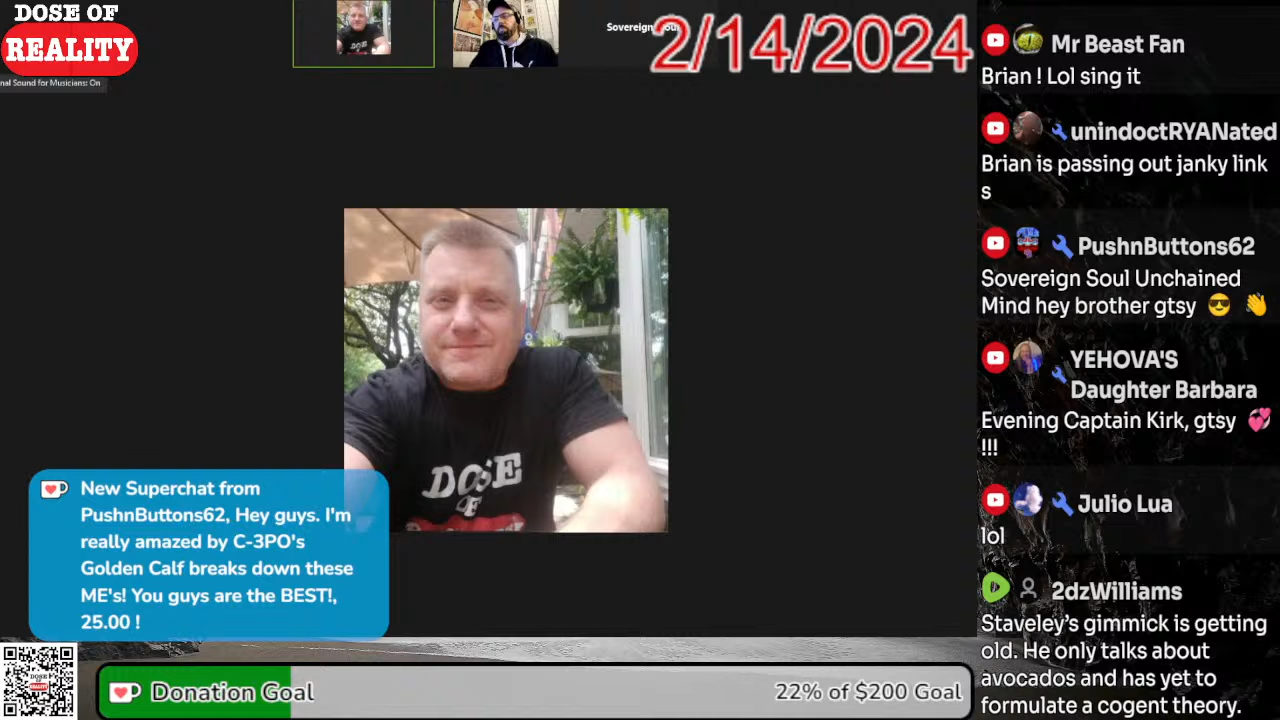 DOSE OF
REALITY
nal Sound for Musicians: On
Sovereign Soul
2/14/2024
DOSE
OF
REALITY
New Superchat from
PushnButtons62, Hey guys. I'm
really amazed by C-3PO's
Golden Calf breaks down these
ME's! You guys are the BEST!,
25.00 !
Donation Goal
22% of $200 Goal
Mr Beast Fan
Brian ! Lol sing it
unindoctRYANated
Brian is passing out janky link
s
PushnButtons62
Sovereign Soul Unchained
Mind hey brother gtsy 😎 👋
YEHOVA'S
Daughter Barbara
Evening Captain Kirk, gtsy 💞
!!!
Julio Lua
lol
2dzWilliams
Staveley’s gimmick is getting
old. He only talks about
avocados and has yet to
formulate a cogent theory.